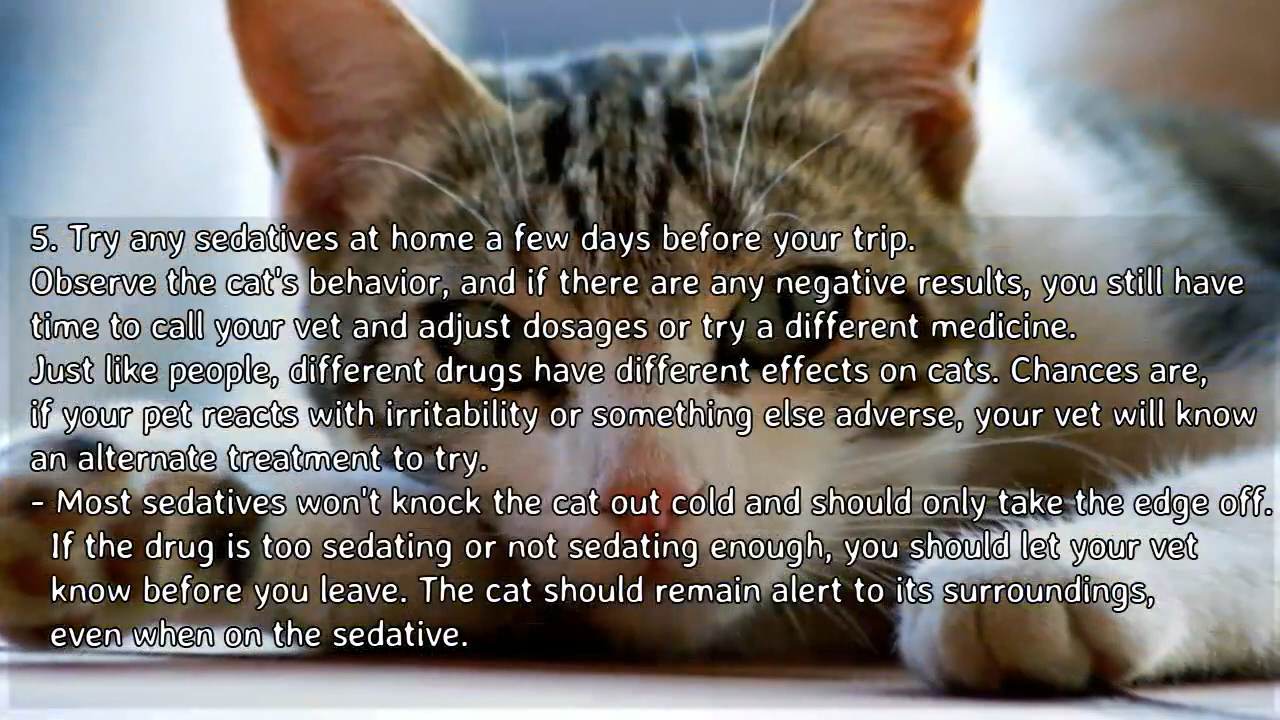 5. Try any sedatives at home a few days before your trip.
Observe the cat's behavior, and if there are any negative results, you still have
time to call your vet and adjust dosages or try a different medicine.
Just like people, different drugs have different effects on cats. Chances are,
if your pet reacts with irritability or something else adverse, your vet will know
an alternate treatment to try.
- Most sedatives won't knock the cat out cold and should only take the edge off.
If the drug is too sedating or not sedating enough, you should let your vet
know before you leave. The cat should remain alert to its surroundings,
even when on the sedative.